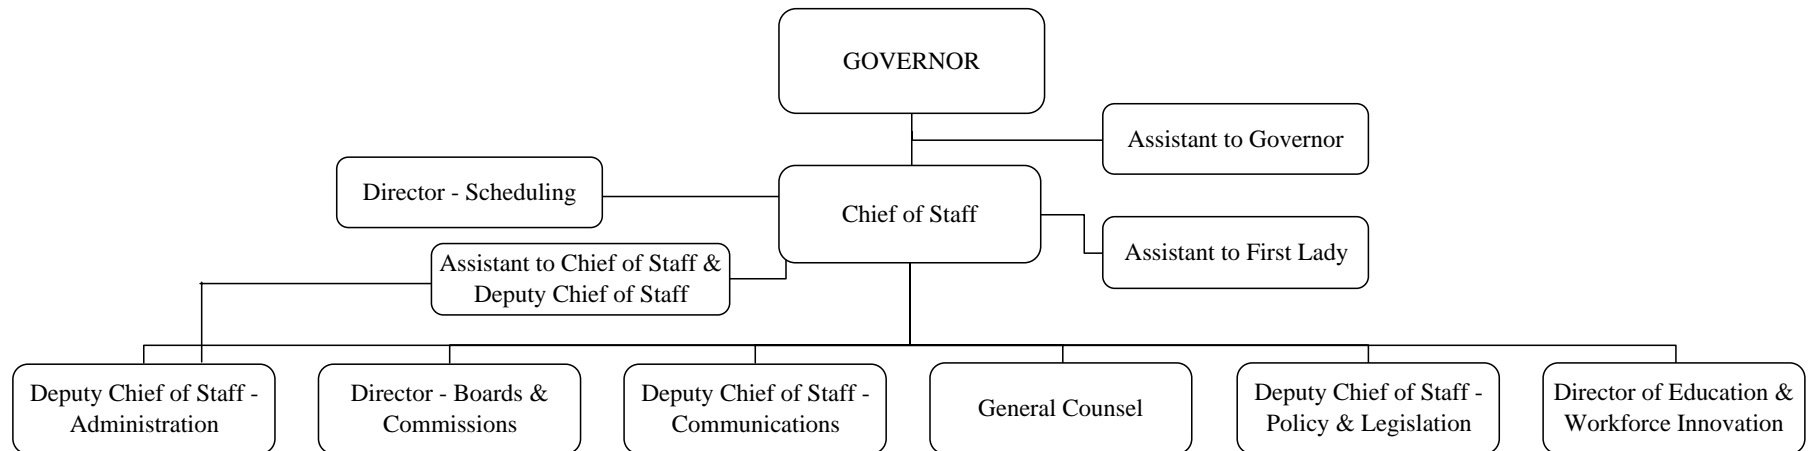 GOVERNOR
Assistant to Governor
Director - Scheduling
Chief of Staff
Assistant to First Lady
Assistant to Chief of Staff &
Deputy Chief of Staff
Deputy Chief of Staff -
Administration
Director - Boards &
Commissions
Deputy Chief of Staff -
Communications
General Counsel
Deputy Chief of Staff -
Policy & Legislation
Director of Education &
Workforce Innovation